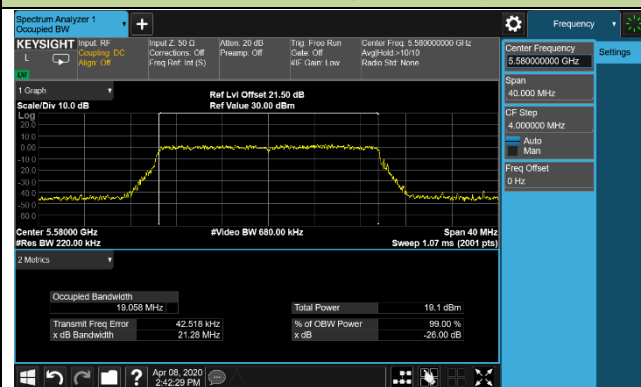 Spectrum Analyzer 1
Occupied BW
Frequency
KEYSIGHT
L
Input: RF
Coupling: DC
Align: Off
Input Z: 50 Ω
Corrections: Off
Freq Ref: Int (S)
Atten: 20 dB
Preamp: Off
Trig: Free Run
Gate: Off
#IF Gain: Low
Center Freq: 5.580000000 GHz
Avg|Hold:>10/10
Radio Std: None
Center Frequency
5.580000000 GHz
Settings
Span
40.000 MHz
CF Step
4.000000 MHz
Auto
Man
Freq Offset
0 Hz
1 Graph
Scale/Div 10.0 dB
Ref Lvl Offset 21.50 dB
Ref Value 30.00 dBm
Log
20.0
10.0
0.00
-10.0
-20.0
-30.0
-40.0
-50.0
-60.0
Center 5.58000 GHz
#Res BW 220.00 kHz
#Video BW 680.00 kHz
Span 40 MHz
Sweep 1.07 ms (2001 pts)
2 Metrics
Occupied Bandwidth
19.058 MHz
Total Power 19.1 dBm
Transmit Freq Error 42.518 kHz
% of OBW Power 99.00 %
x dB Bandwidth 21.28 MHz
x dB -26.00 dB
?
Apr 08, 2020
2:42:29 PM